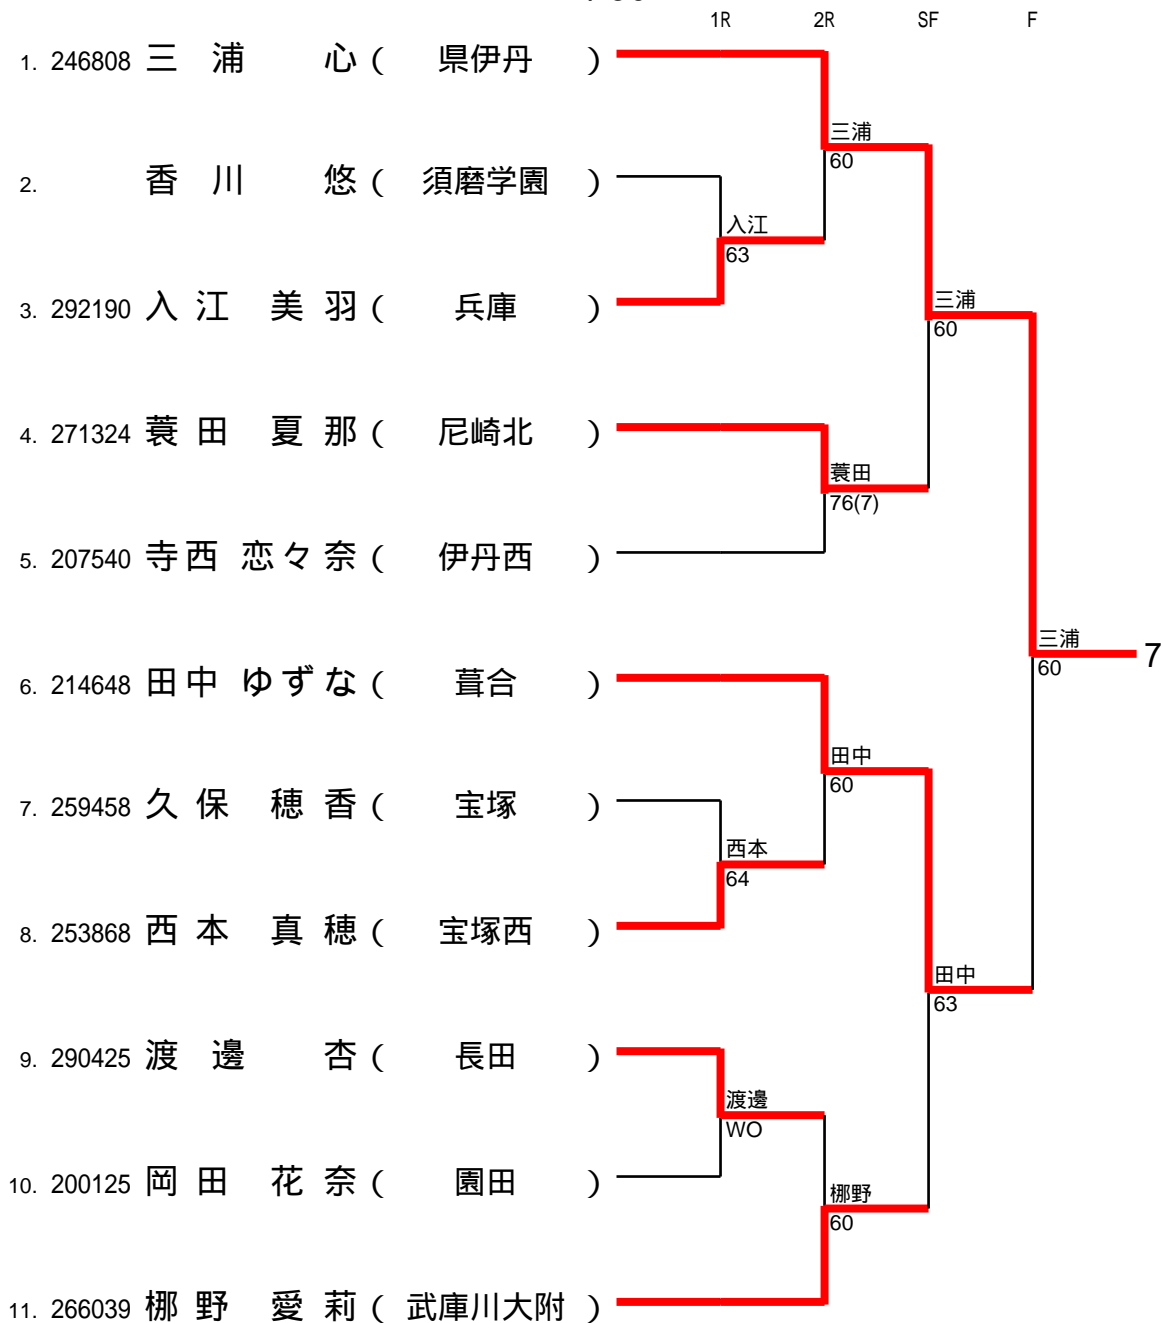 1R 2R SF F
1. 246808 三浦 心 ( 県伊丹 )
三浦
60
2. 香川 悠 ( 須磨学園 )
入江
63
3. 292190 入江 美羽 ( 兵庫 )
三浦
60
4. 271324 蓑田 夏那 ( 尼崎北 )
蓑田
76(7)
5. 207540 寺西 恋々奈 ( 伊丹西 )
三浦
60
7
6. 214648 田中 ゆずな ( 葺合 )
田中
60
7. 259458 久保 穂香 ( 宝塚 )
西本
64
8. 253868 西本 真穂 ( 宝塚西 )
田中
63
9. 290425 渡邊 杏 ( 長田 )
渡邊
WO
10. 200125 岡田 花奈 ( 園田 )
梛野
60
11. 266039 梛野 愛莉 ( 武庫川大附 )